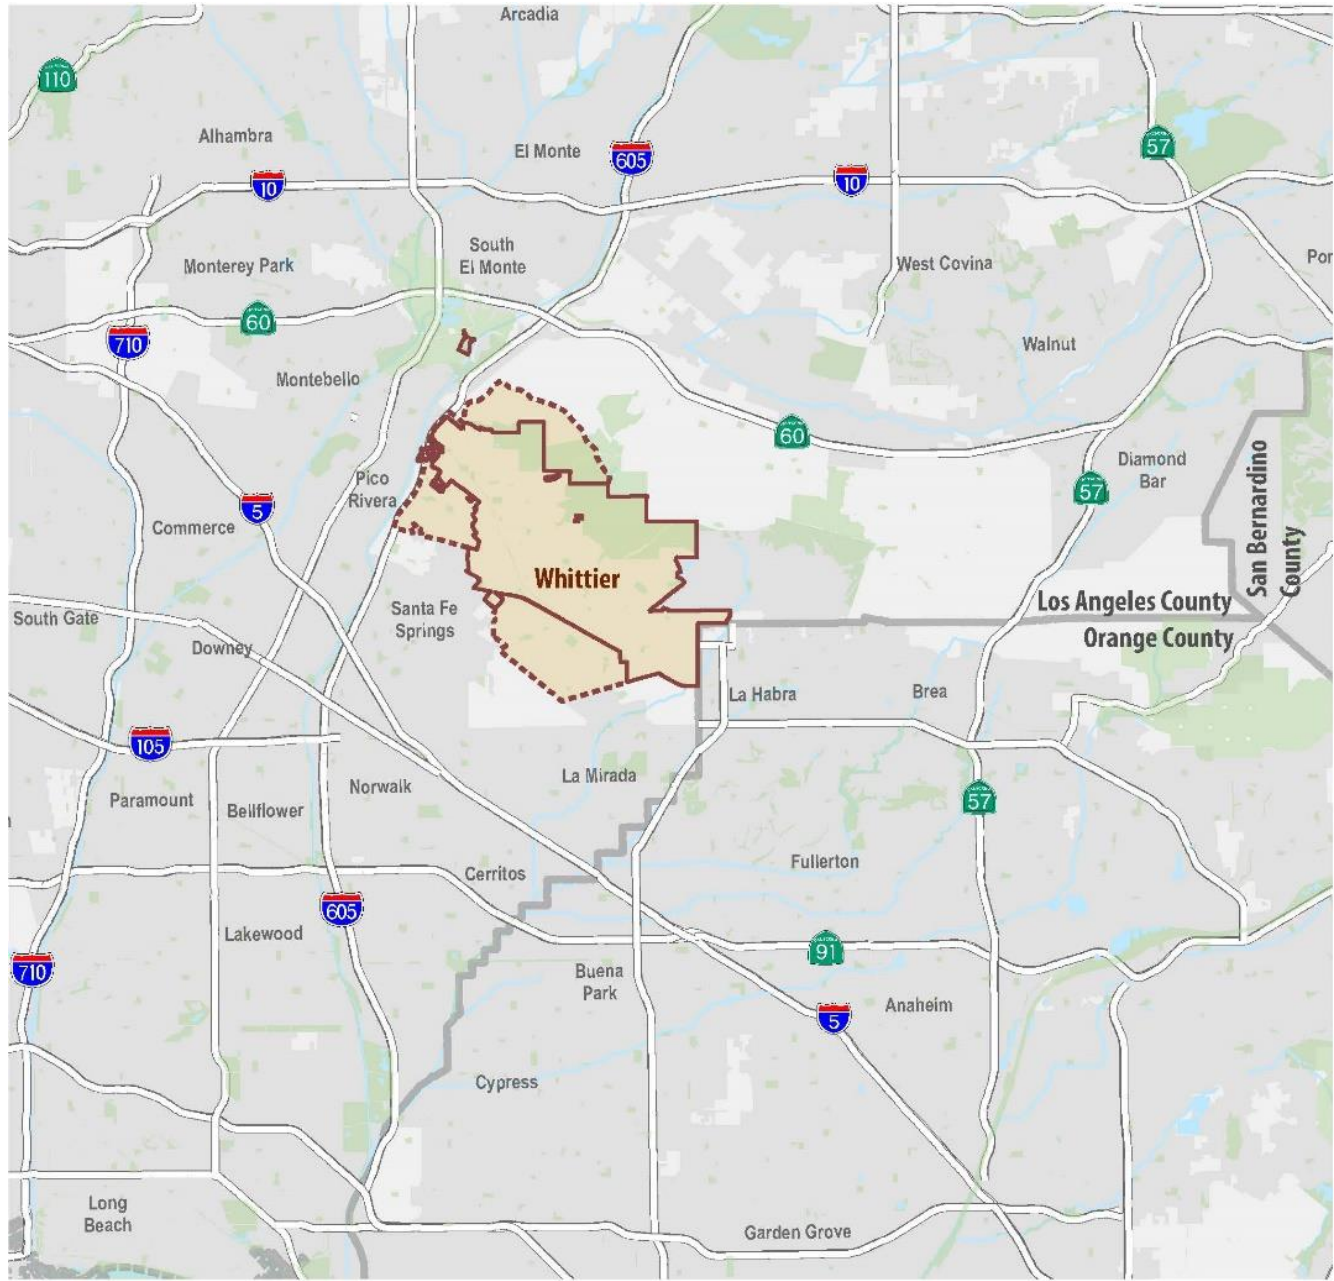 Arcadia
110
Alhambra
El Monte
605
57
10
10
South
El Monte
Monterey Park
West Covina
Por
60
710
Walnut
Montebello
60
Pico
Rivera
Diamond
Bar
57
5
Commerce
San Bernardino
County
Whittier
Santa Fe
Springs
Los Angeles County
Orange County
South Gate
Downey
La Habra
Brea
105
La Mirada
Norwalk
Paramount
Bellflower
57
Fullerton
Cerritos
605
Lakewood
91
710
Buena
Park
Anaheim
5
Cypress
Long
Beach
Garden Grove